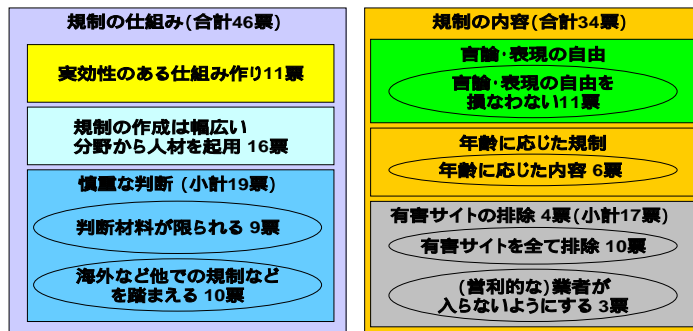 規制の仕組み(合計46票)
実効性のある仕組み作り11票
規制の作成は幅広い
分野から人材を起用 16票
慎重な判断 (小計19票)
判断材料が限られる 9票
海外など他での規制など
を踏まえる 10票
規制の内容(合計34票)
言論・表現の自由
言論・表現の自由を
損なわない11票
年齢に応じた規制
年齢に応じた内容 6票
有害サイトの排除 4票(小計17票)
有害サイトを全て排除 10票
(営利的な)業者が
入らないようにする 3票